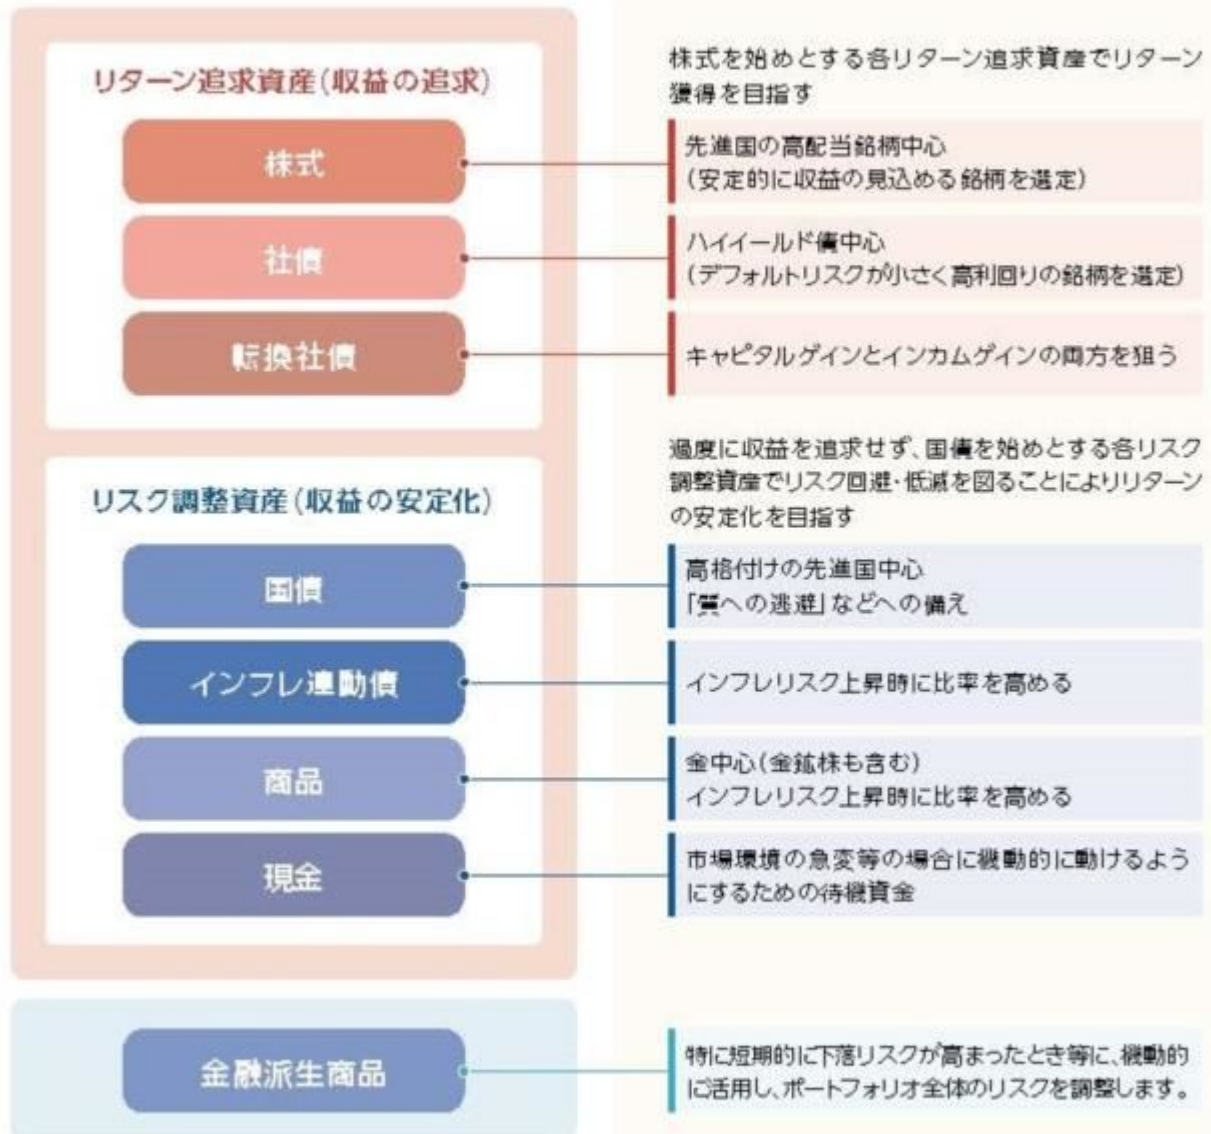 リターン追求資産(収益の追求)
株式を始めとする各リターン追求資産でリターン
獲得を目指す
株式
先進国の高配当銘柄中心
(安定的に収益の見込める銘柄を選定)
社債
ハイイールド債中心
(デフォルトリスクが小さく高利回りの銘柄を選定)
転換社債
キャピタルゲインとインカムゲインの両方を狙う
リスク調整資産(収益の安定化)
過度に収益を追求せず、国債を始めとする各リスク
調整資産でリスク回避・低減を図ることによりリターン
の安定化を目指す
国債
高格付けの先進国中心
「質への逃避」などへの備え
インフレ連動債
インフレリスク上昇時に比率を高める
商品
金中心(金鉱株も含む)
インフレリスク上昇時に比率を高める
現金
市場環境の急変等の場合に機動的に動けるよう
にするための待機資金
金融派生商品
特に短期的に下落リスクが高まったとき等に、機動的
に活用し、ポートフォリオ全体のリスクを調整します。